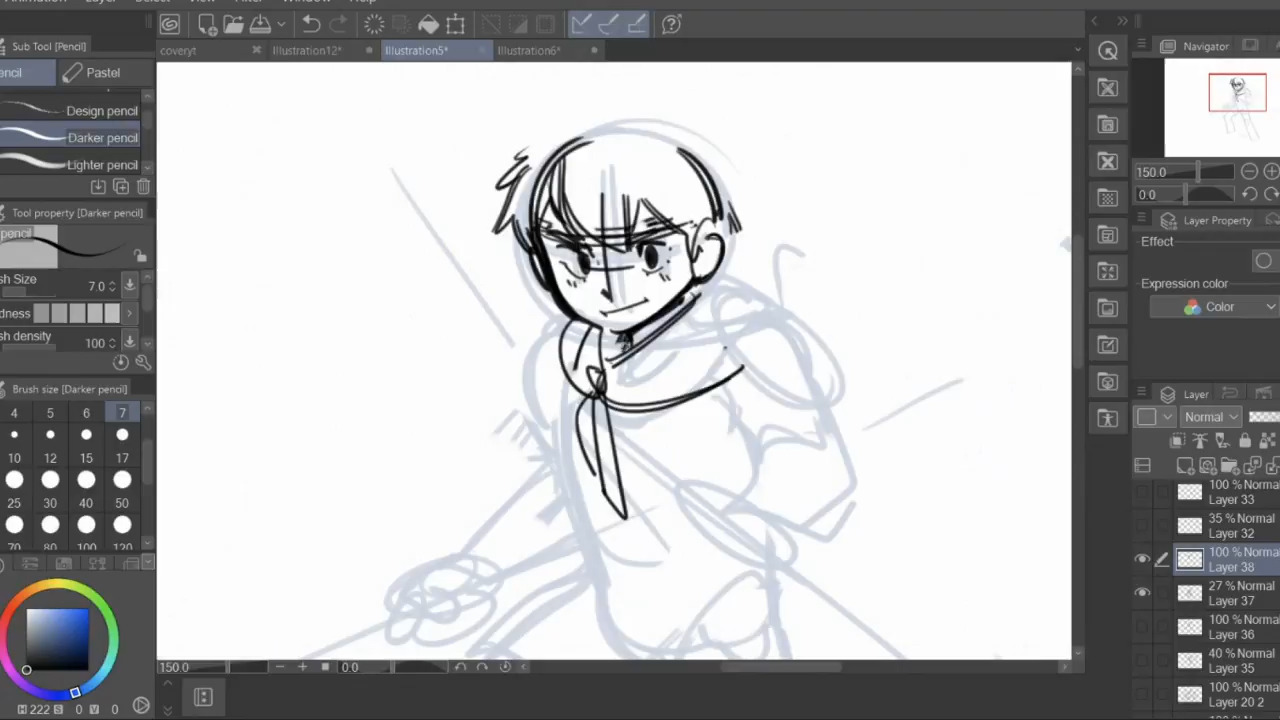 Sub Tool [Pencil]
coveryt
Illustration12*
Illustration5*
Illustration6*
Navigator
encil
Pastel
Design pencil
Darker pencil
Lighter pencil
150.0
0.0
Tool property [Darker pencil]
Layer Property
pencil
Effect
sh Size
7.0
Expression color
dness
Color
ush density
100
Brush size [Darker pencil]
Layer
4 5 6 7
Normal
10 12 15 17
25 30 40 50
70 80 100 120
100 % Normal
Layer 33
35 % Normal
Layer 32
100 % Normal
Layer 38
27 % Normal
Layer 37
100 % Normal
Layer 36
40 % Normal
Layer 35
100 % Normal
Layer 20 2
150.0
0.0
H 222 S 0 V 0